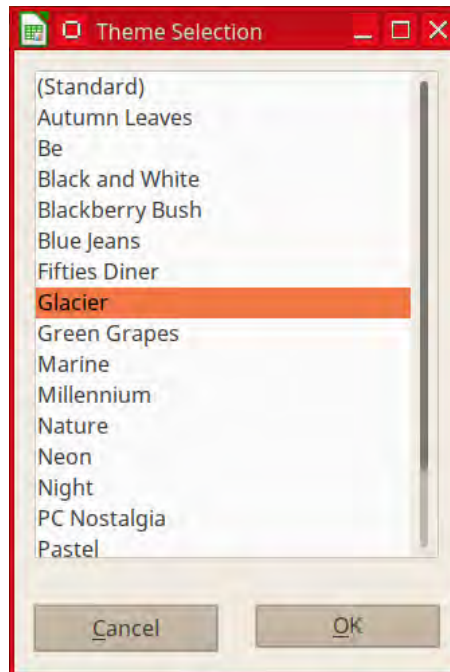 Theme Selection
(Standard)
Autumn Leaves
Be
Black and White
Blackberry Bush
Blue Jeans
Fifties Diner
Glacier
Green Grapes
Marine
Millennium
Nature
Neon
Night
PC Nostalgia
Pastel
Cancel OK